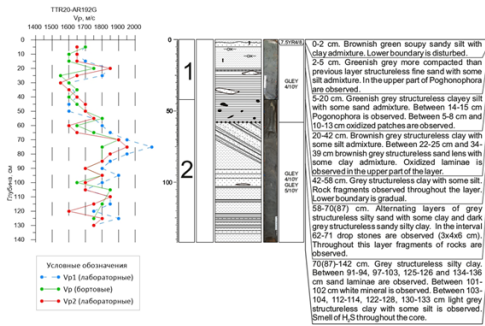 TTR20-AR192G
Vp, м/с
1500 1600 1700 1800 1900 2000
0
10
20
30
40
50
60
70
80
90
100
110
120
130
140
Глубина, см
Условные обозначения
Vp1 (лабораторные)
Vp (бортовые)
Vp2 (лабораторные)
0
50
100
1
2
7.5YR4/6
GLEY
4/10Y
GLEY
4/10Y
GLEY
5/10Y
0-2 cm. Brownish green soupy sandy silt with
clay admixture. Lower boundary is disturbed.
2-5 cm. Greenish grey more compacted than
previous layer structureless fine sand with some
silt admixture. In the upper part of Poghonophora
are observed.
5-20 cm. Greenish grey structureless clayey silt
with some sand admixture. Between 14-15 cm
Pogonophora is observed. Between 5-8 cm and
10-13 cm oxidized patches are observed.
20-42 cm. Brownish grey structureless clay with
some silt admixture. Between 22-25 cm and 34-
39 cm brownish grey structureless sand lens with
some clay admixture. Oxidized laminae is
observed in the upper part of the layer.
42-58 cm. Grey structureless clay with some silt.
Rock fragments observed throughout the layer.
Lower boundary is gradual.
58-70(87) cm. Alternating layers of grey
structureless silty sand with some clay and dark
grey structureless sandy silty clay. In the interval
62-71 drop stones are observed (3x4x6 cm).
Throughout this layer fragments of rocks are
observed.
70(87)-142 cm. Grey structureless silty clay.
Between 91-94, 97-103, 125-126 and 134-136
cm sand laminae are observed. Between 101-
102 cm white mineral is observed. Between 103-
104, 112-114, 122-128, 130-133 cm light grey
structureless clay with some silt is observed.
Smell of H₂S throughout the core.